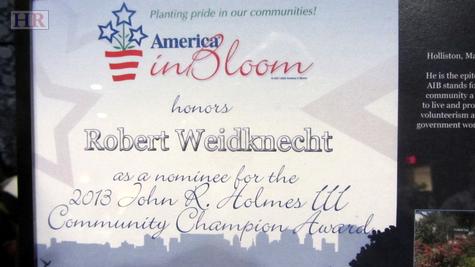 HR
Planting pride in our communities!
America
in Bloom
honors
Robert Weidknecht
as a nominee for the
2013 John R. Holmes III
Community Champion Award
Holliston, Ma
He is the epit
AIB stands fo
community a
to live and pro
volunteerism a
government wo